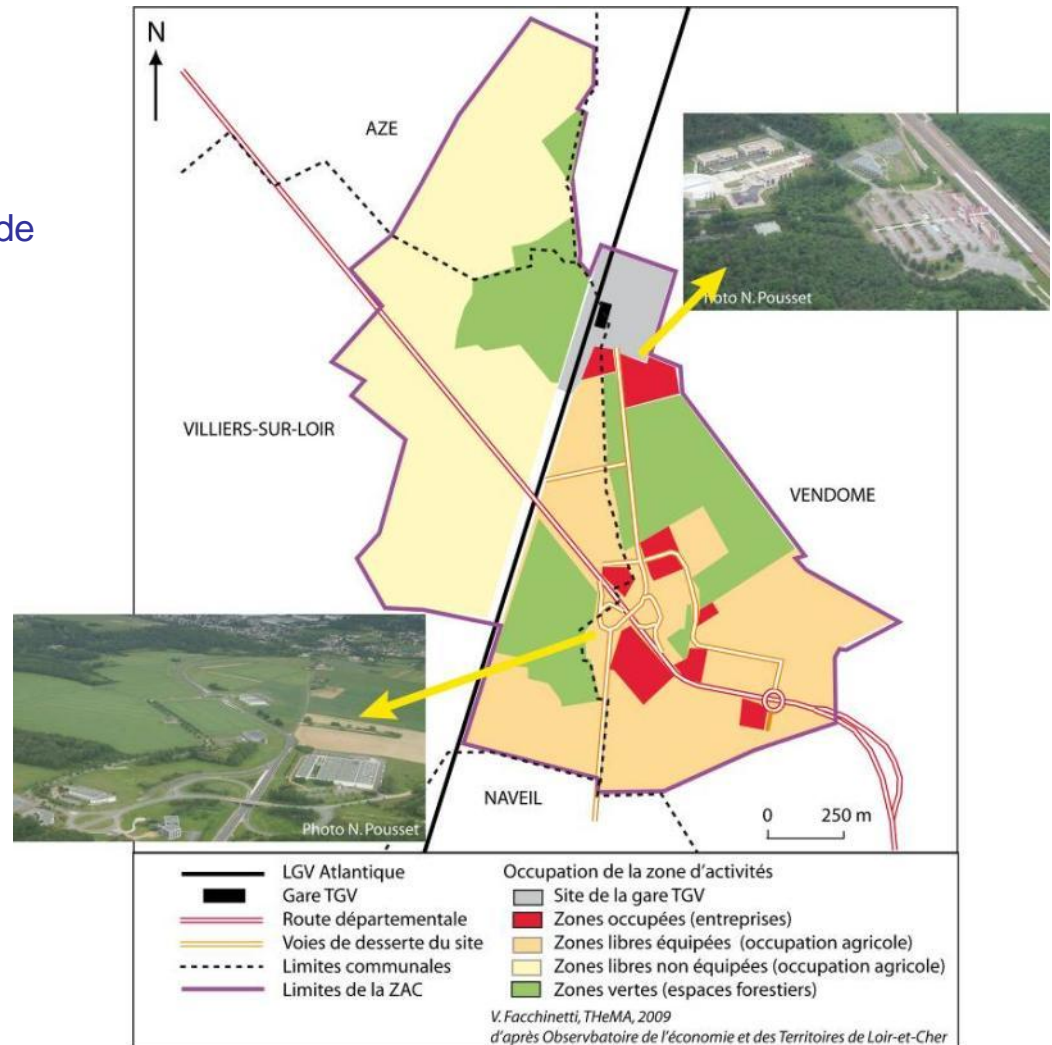 N
de
AZE
Photo N. Pousset
VILLIERS-SUR-LOIR
VENDOME
Photo N. Pousset
NAVEIL
0 250 m
LGV Atlantique
Gare TGV
Route départementale
Voies de desserte du site
Limites communales
Limites de la ZAC
Occupation de la zone d'activités
Site de la gare TGV
Zones occupées (entreprises)
Zones libres équipées (occupation agricole)
Zones libres non équipées (occupation agricole)
Zones vertes (espaces forestiers)
V. Facchinetti, THeMA, 2009
d'après Observbatoire de l'économie et des Territoires de Loir-et-Cher